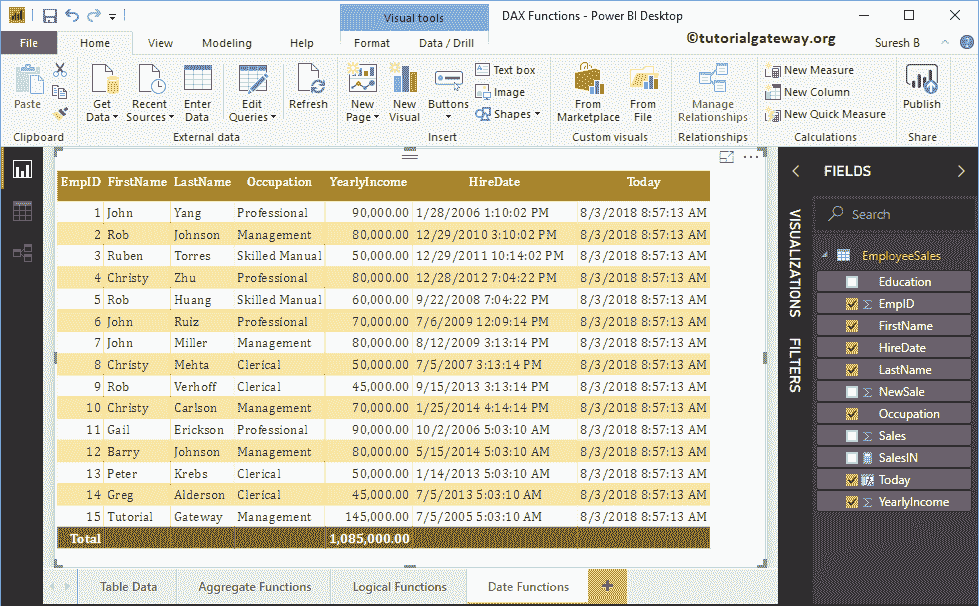 Visual tools
DAX Functions - Power BI Desktop
File Home View Modeling Help Format Data / Drill
©tutorialgateway.org
Suresh B
Paste
Get Data
Recent Sources
Enter Data
Edit Queries
Refresh
New Page
New Visual
Buttons
Text box
Image
Shapes
From Marketplace
From File
Manage Relationships
New Measure
New Column
New Quick Measure
Publish
Clipboard External data Insert Custom visuals Relationships Calculations Share
EmpID FirstName LastName Occupation YearlyIncome HireDate Today
1 John Yang Professional 90,000.00 1/28/2006 1:10:02 PM 8/3/2018 8:57:13 AM
2 Rob Johnson Management 80,000.00 12/29/2010 3:10:02 PM 8/3/2018 8:57:13 AM
3 Ruben Torres Skilled Manual 50,000.00 12/29/2011 10:14:02 PM 8/3/2018 8:57:13 AM
4 Christy Zhu Professional 80,000.00 12/28/2012 7:04:22 PM 8/3/2018 8:57:13 AM
5 Rob Huang Skilled Manual 60,000.00 9/22/2008 7:04:22 PM 8/3/2018 8:57:13 AM
6 John Ruiz Professional 70,000.00 7/6/2009 12:09:14 PM 8/3/2018 8:57:13 AM
7 John Miller Management 80,000.00 8/12/2009 3:13:14 PM 8/3/2018 8:57:13 AM
8 Christy Mehta Clerical 50,000.00 7/5/2007 3:13:14 PM 8/3/2018 8:57:13 AM
9 Rob Verhoff Clerical 45,000.00 9/15/2013 3:13:14 PM 8/3/2018 8:57:13 AM
10 Christy Carlson Management 70,000.00 1/25/2014 4:14:14 PM 8/3/2018 8:57:13 AM
11 Gail Erickson Professional 90,000.00 10/2/2006 5:03:10 AM 8/3/2018 8:57:13 AM
12 Barry Johnson Management 80,000.00 5/15/2014 5:03:10 AM 8/3/2018 8:57:13 AM
13 Peter Krebs Clerical 50,000.00 1/14/2013 5:03:10 AM 8/3/2018 8:57:13 AM
14 Greg Alderson Clerical 45,000.00 7/5/2013 5:03:10 AM 8/3/2018 8:57:13 AM
15 Tutorial Gateway Management 145,000.00 7/5/2005 5:03:10 AM 8/3/2018 8:57:13 AM
Total 1,085,000.00
VISUALIZATIONS
FILTERS
FIELDS
Search
EmployeeSales
Education
Σ EmpID
FirstName
HireDate
LastName
Σ NewSale
Occupation
Σ Sales
SalesIN
Today
Σ YearlyIncome
Table Data Aggregate Functions Logical Functions Date Functions +